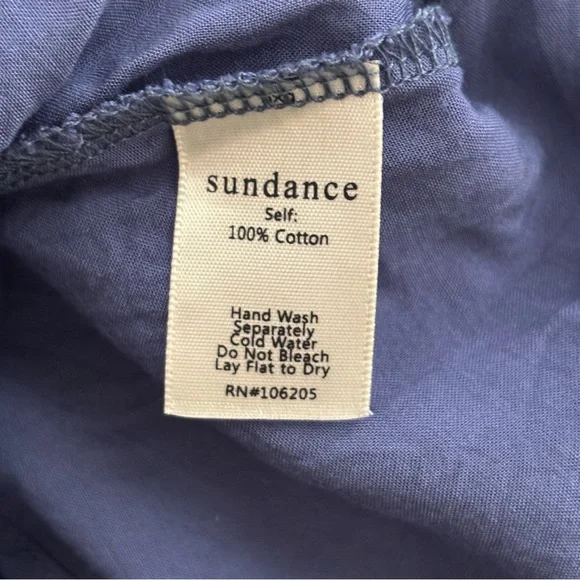 sundance
Self:
100% Cotton
Hand Wash
Separately
Cold Water
Do Not Bleach
Lay Flat to Dry
RN#106205